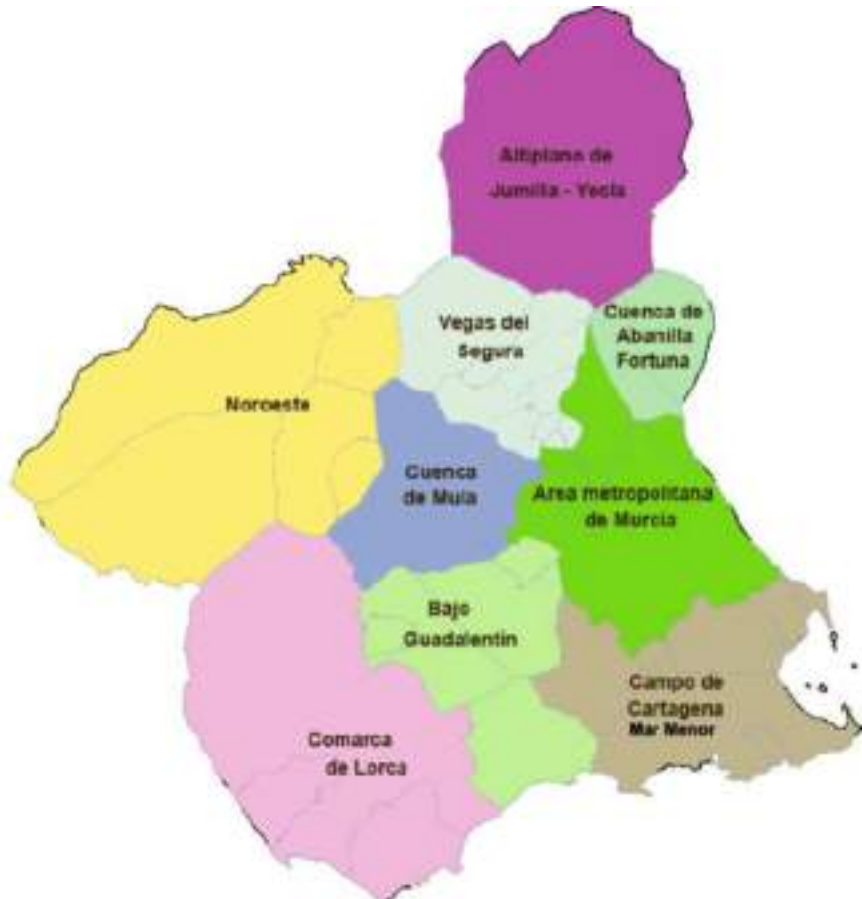 Altiplano de
Jumilla - Yecla
Cuenca de
Abanilla
Fortuna
Vegas del
Segura
Noroeste
Cuenca
de Mula
Area metropolitana
de Murcia
Bajo
Guadalentín
Campo de
Cartagena
Mar Menor
Comarca
de Lorca